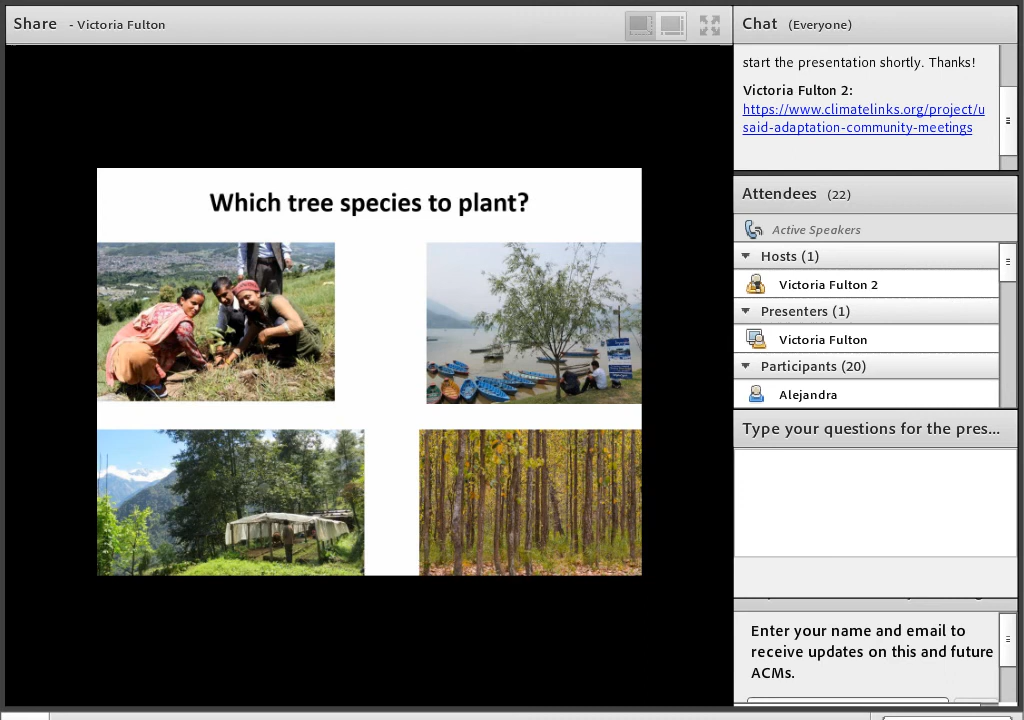 Share - Victoria Fulton
Which tree species to plant?
Chat (Everyone)
start the presentation shortly. Thanks!
Victoria Fulton 2:
https://www.climatelinks.org/project/u
said-adaptation-community-meetings
Attendees (22)
Active Speakers
Hosts (1)
Victoria Fulton 2
Presenters (1)
Victoria Fulton
Participants (20)
Alejandra
Type your questions for the pres...
Enter your name and email to
receive updates on this and future
ACMs.